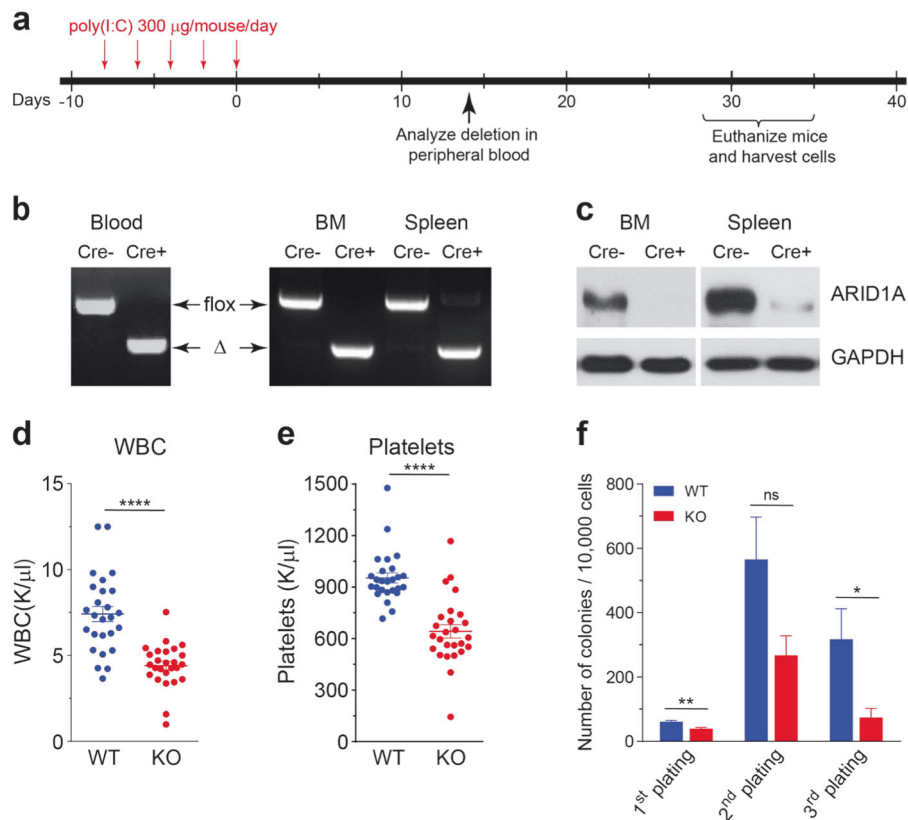 a
poly(I:C) 300 μg/mouse/day
Days -10 0 10 20 30 40
Analyze deletion in
peripheral blood
Euthanize mice
and harvest cells
b
Blood
Cre- Cre+
flox
Δ
BM Spleen
Cre- Cre+ Cre- Cre+
c
BM Spleen
Cre- Cre+ Cre- Cre+
ARID1A
GAPDH
d
WBC
****
WBC(K/μl)
15
10
5
0
WT KO
e
Platelets
****
Platelets (K/μl)
1500
1200
900
600
300
0
WT KO
f
Number of colonies / 10,000 cells
800
600
400
200
0
WT
KO
**
ns
*
1st plating
2nd plating
3rd plating